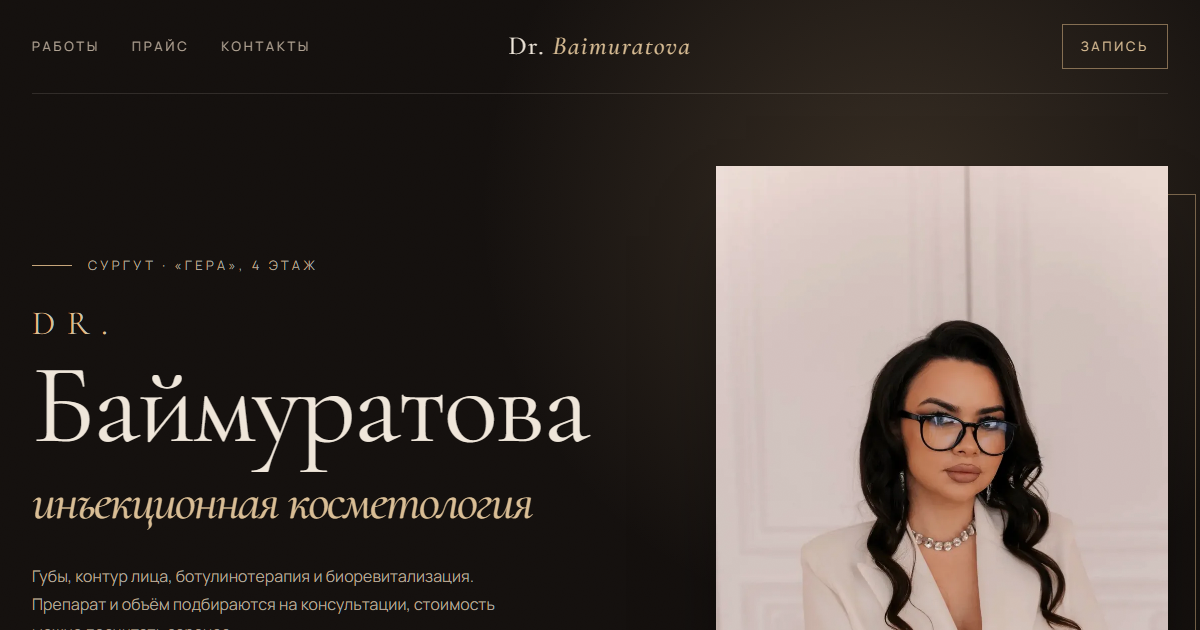 РАБОТЫ ПРАЙС КОНТАКТЫ Dr. Baimuratova ЗАПИСЬ
СУРГУТ · «ГЕРА», 4 ЭТАЖ
DR.
Баймуратова
инъекционная косметология
Губы, контур лица, ботулинотерапия и биоревитализация.
Препарат и объём подбираются на консультации, стоимость